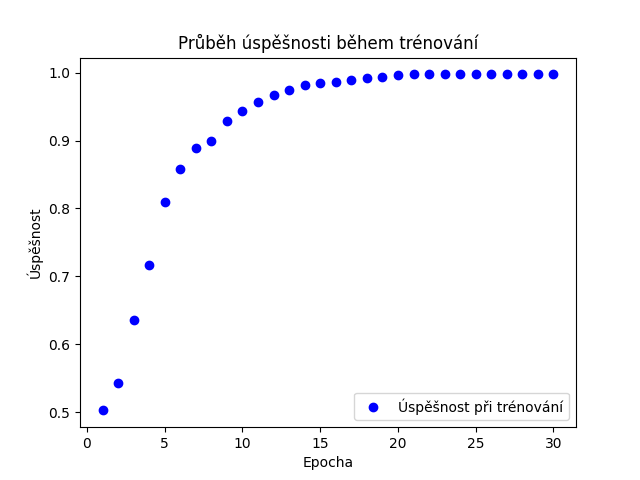 Průběh úspěšnosti během trénování
1.0
0.9
0.8
0.7
0.6
0.5
Úspěšnost
Úspěšnost při trénování
0 5 10 15 20 25 30
Epocha